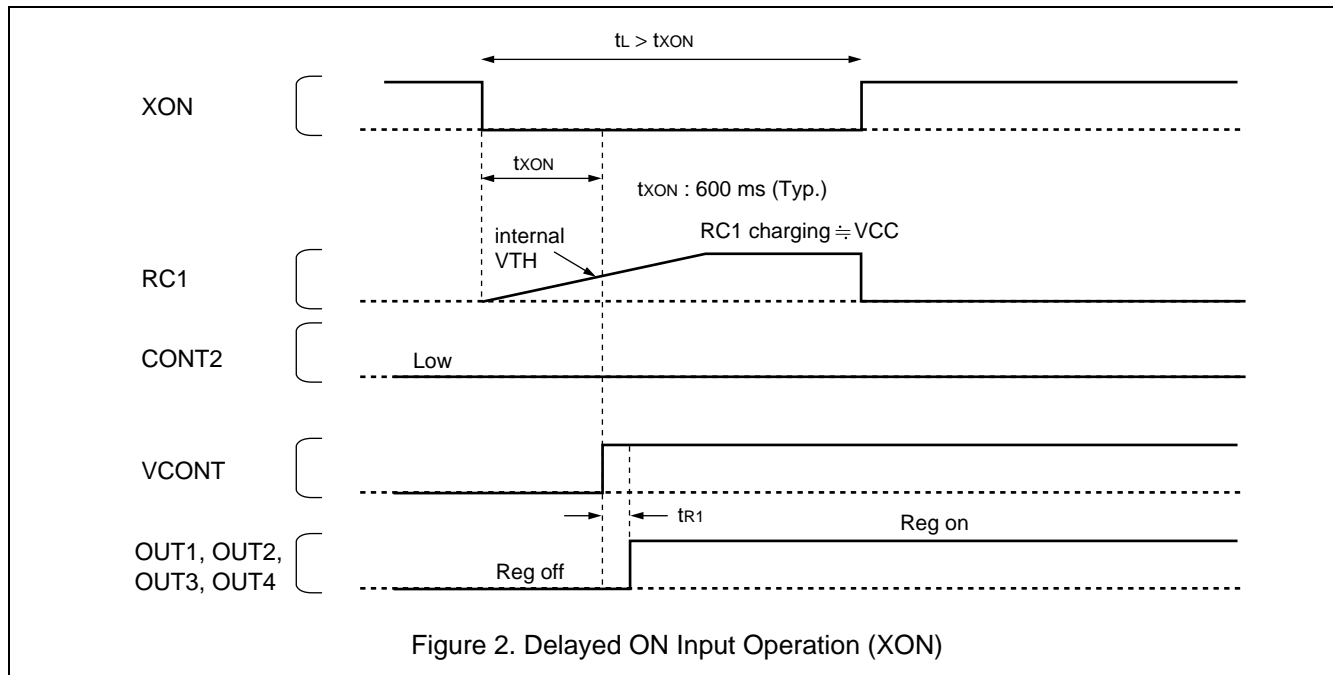 tL > tXON
XON
tXON
tXON : 600 ms (Typ.)
RC1 charging ≒ VCC
internal
VTH
RC1
CONT2
Low
VCONT
tR1
Reg on
OUT1, OUT2,
OUT3, OUT4
Reg off
Figure 2. Delayed ON Input Operation (XON)